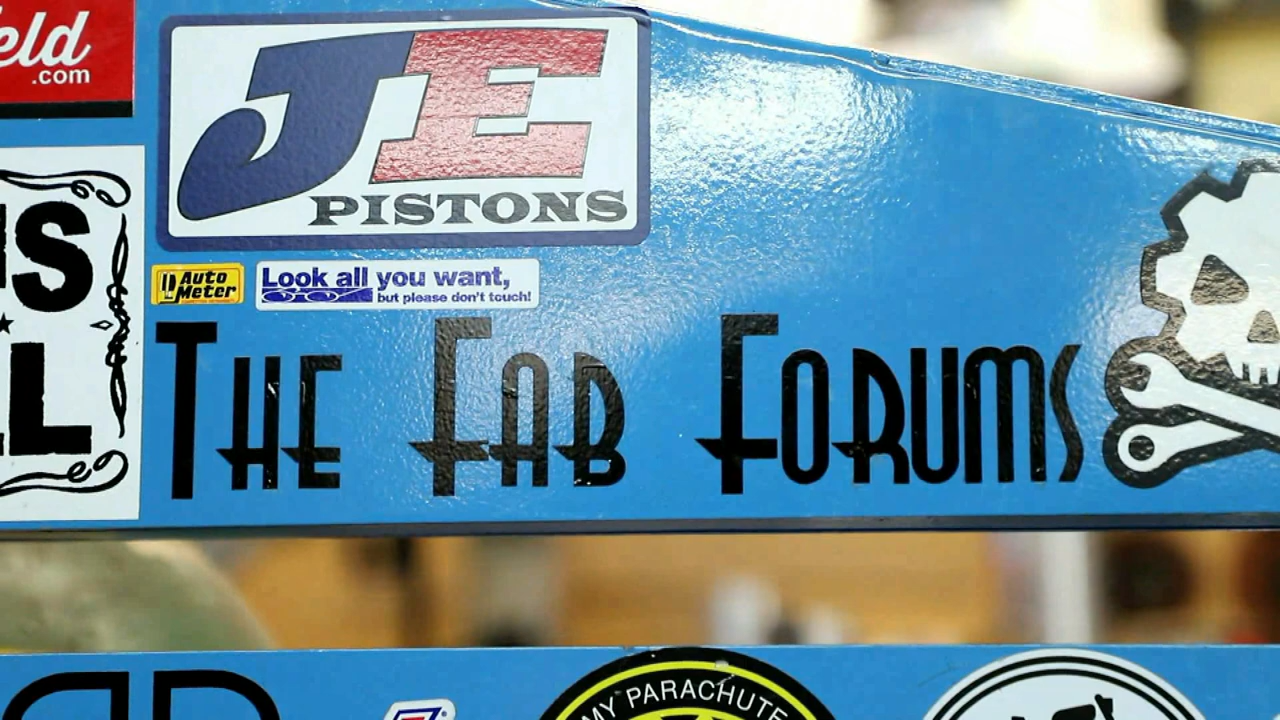 .com
JE
PISTONS
Auto
Meter
Look all you want,
but please don't touch!
THE FAB FORUMS
MY PARACHUTE